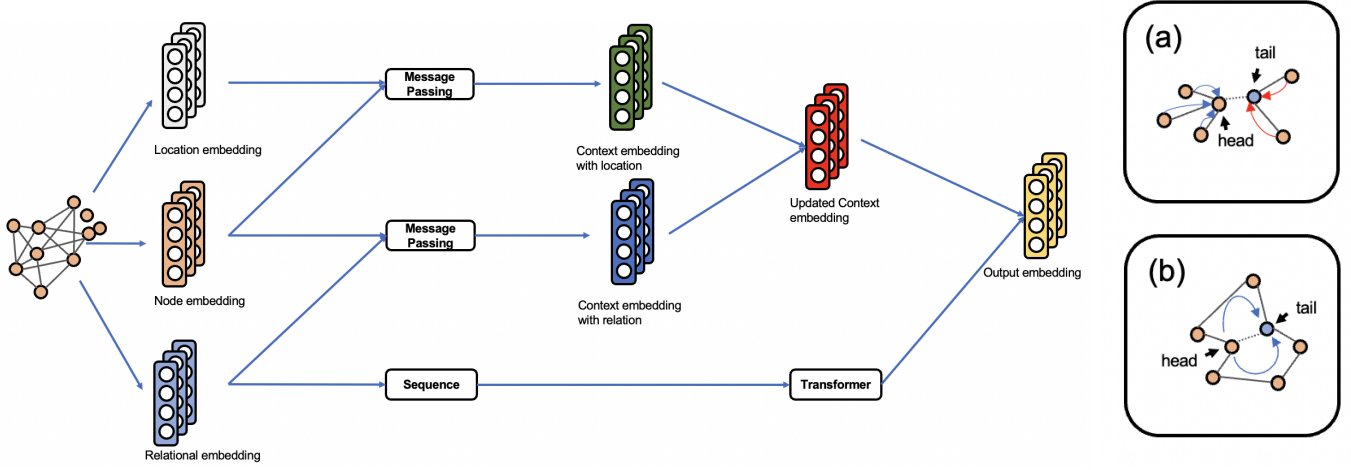 Location embedding
Node embedding
Relational embedding
Message
Passing
Message
Passing
Sequence
Context embedding
with location
Context embedding
with relation
Transformer
Updated Context
embedding
Output embedding
(a)
tail
head
(b)
tail
head